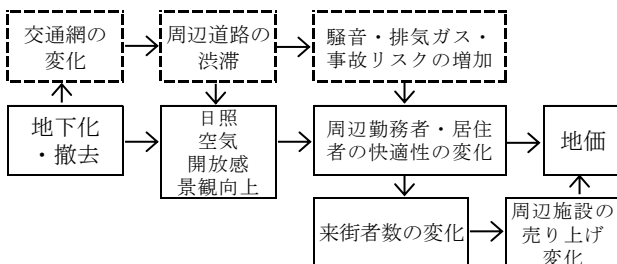 交通網の
変化
周辺道路の
渋滞
騒音・排気ガス・
事故リスクの増加
地下化
・撤去
日照
空気
開放感
景観向上
周辺勤務者・居住
者の快適性の変化
地価
来街者数の変化
周辺施設の
売り上げ
変化